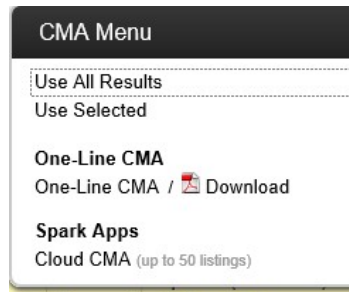 CMA Menu
Use All Results
Use Selected
One-Line CMA
One-Line CMA / Download
Spark Apps
Cloud CMA (up to 50 listings)